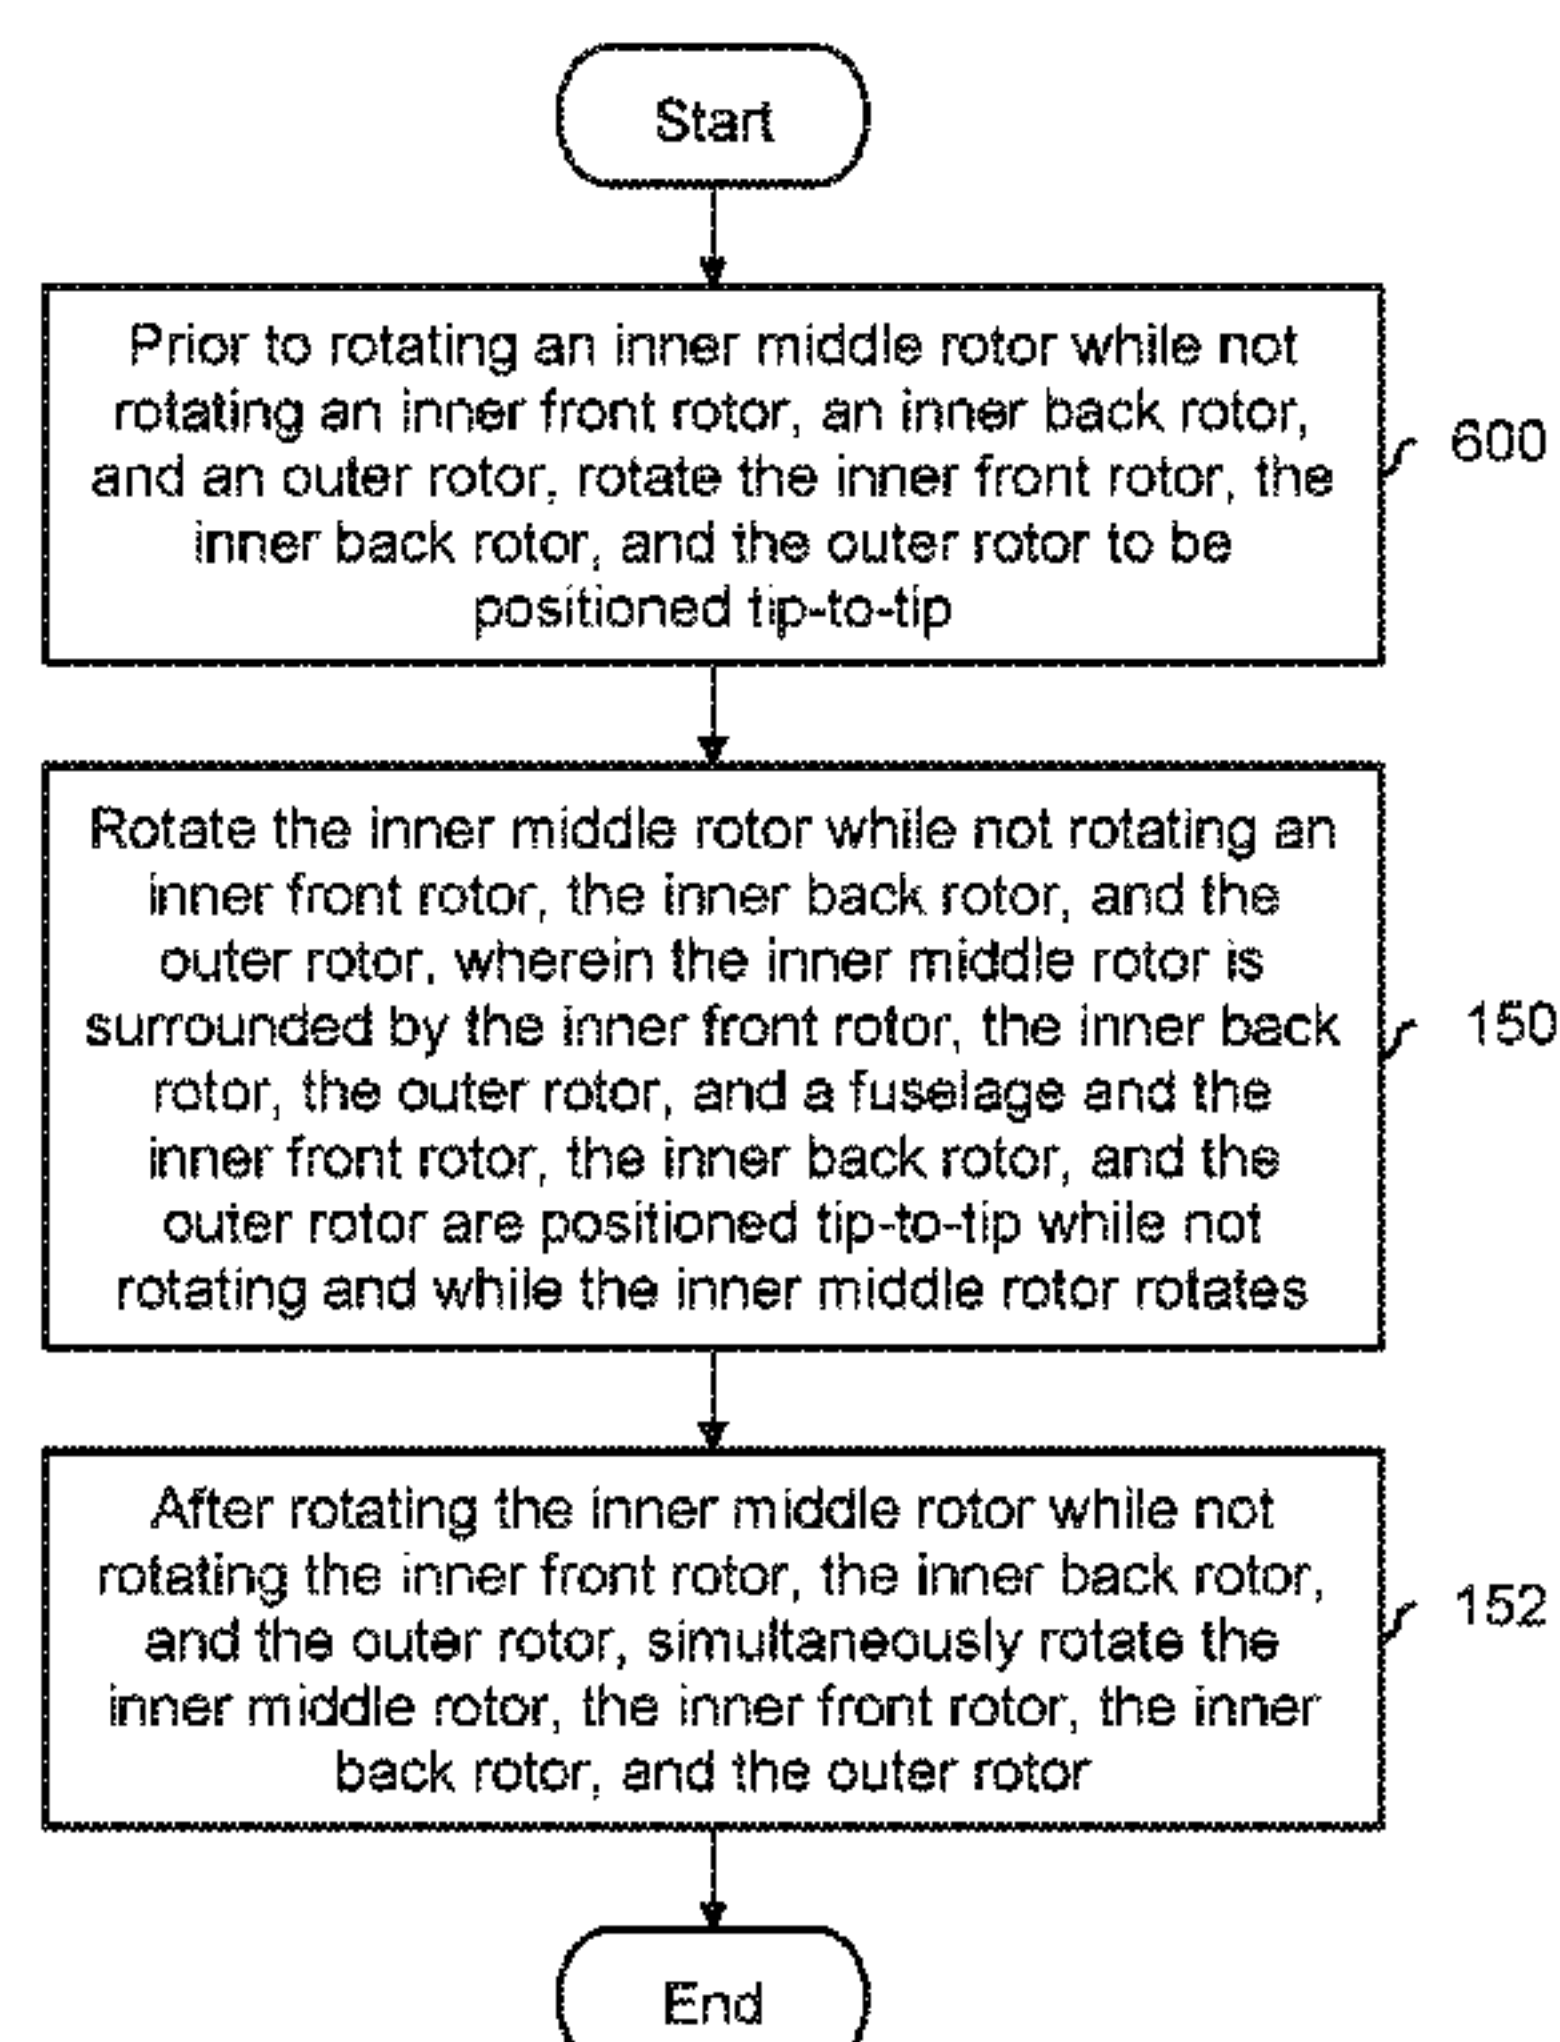 Start
Prior to rotating an inner middle rotor while not
rotating an inner front rotor, an inner back rotor,
and an outer rotor, rotate the inner front rotor, the
inner back rotor, and the outer rotor to be
positioned tip-to-tip
600
Rotate the inner middle rotor while not rotating an
inner front rotor, the inner back rotor, and the
outer rotor, wherein the inner middle rotor is
surrounded by the inner front rotor, the inner back
rotor, the outer rotor, and a fuselage and the
inner front rotor, the inner back rotor, and the
outer rotor are positioned tip-to-tip while not
rotating and while the inner middle rotor rotates
150
After rotating the inner middle rotor while not
rotating the inner front rotor, the inner back rotor,
and the outer rotor, simultaneously rotate the
inner middle rotor, the inner front rotor, the inner
back rotor, and the outer rotor
152
End